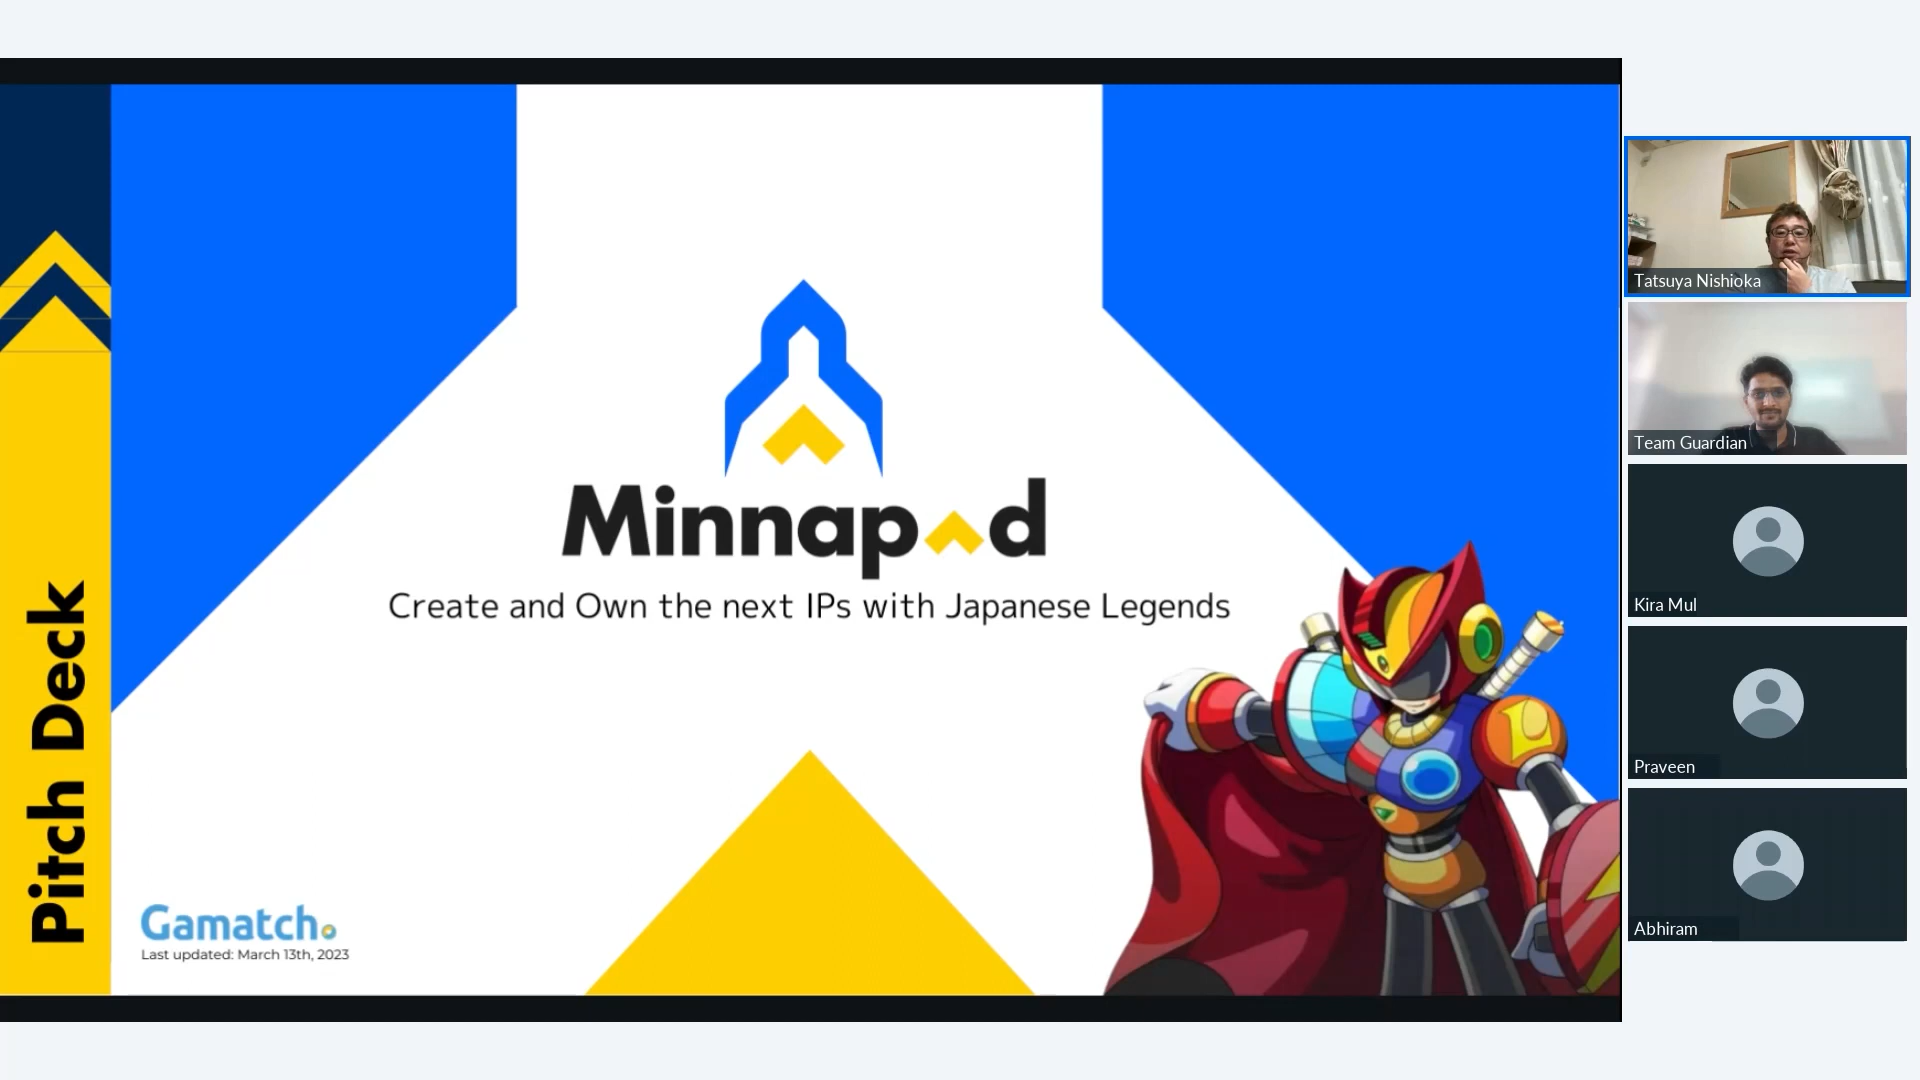 Pitch Deck
Minnapad
Create and Own the next IPs with Japanese Legends
Gamatch.
Last updated: March 13th, 2023
Tatsuya Nishioka
Team Guardian
Kira Mul
Praveen
Abhiram